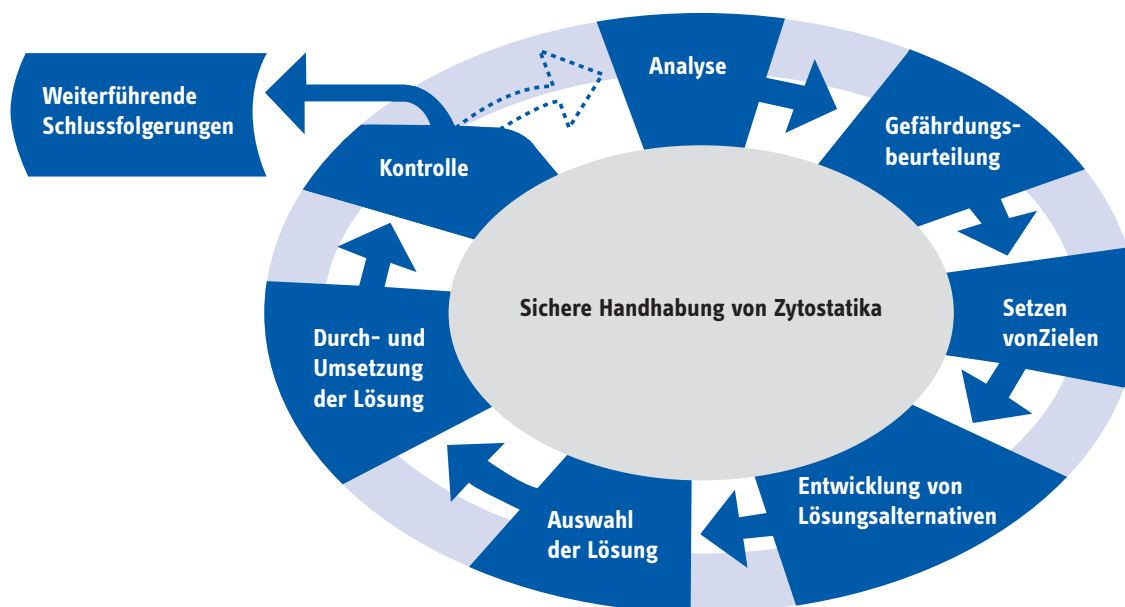 Analyse
Gefährdungs-
beurteilung
Setzen
vonZielen
Entwicklung von
Lösungsalternativen
Auswahl
der Lösung
Durch- und
Umsetzung
der Lösung
Kontrolle
Weiterführende
Schlussfolgerungen
Sichere Handhabung von Zytostatika